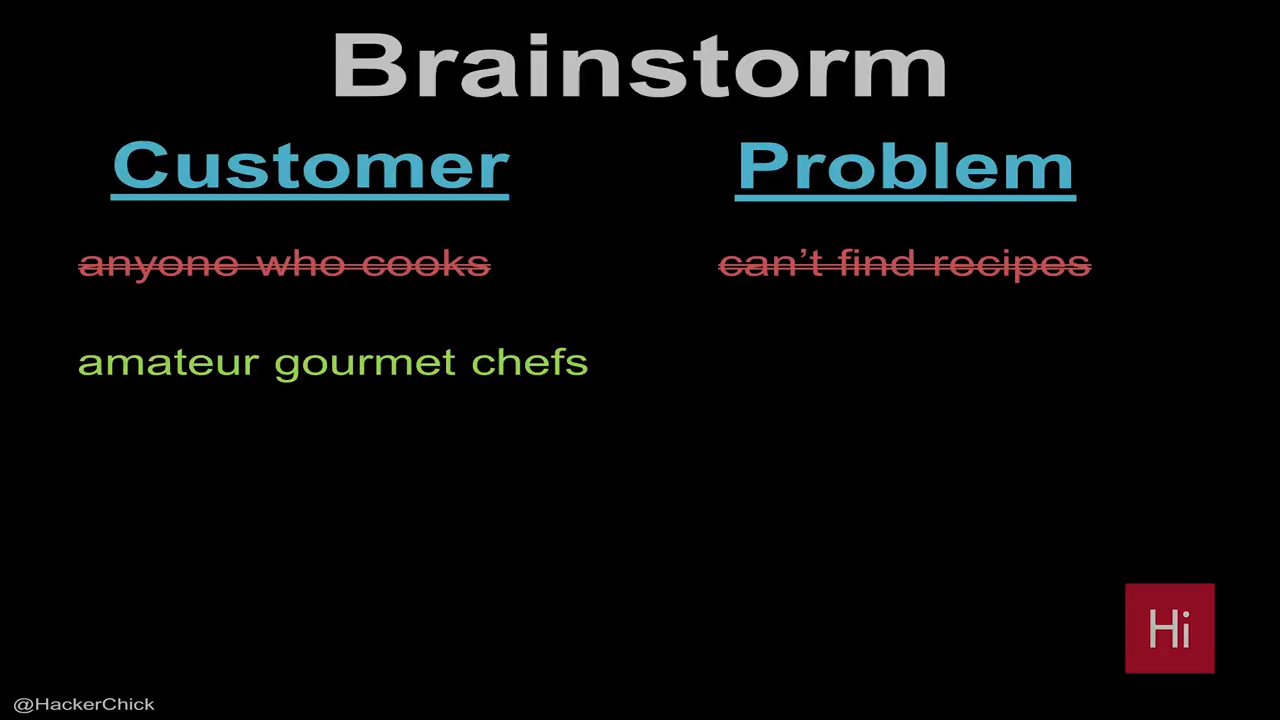 Brainstorm
Customer
Problem
anyone who cooks
can’t find recipes
amateur gourmet chefs
Hi
@HackerChick